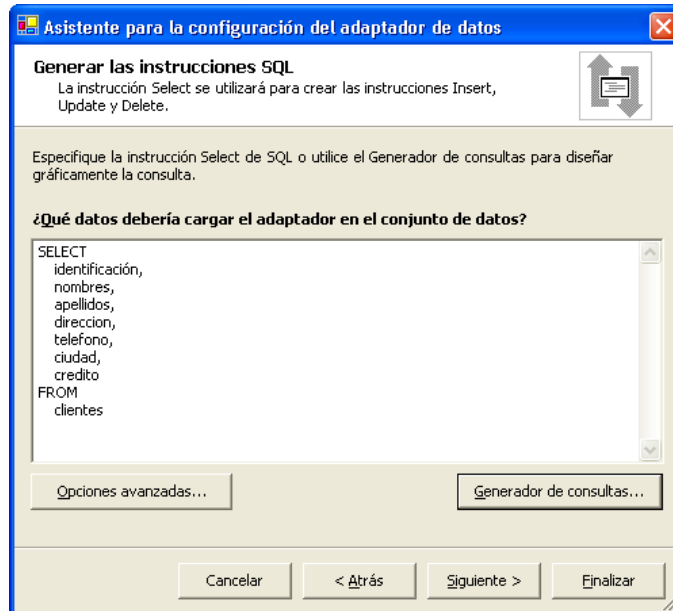 Asistente para la configuración del adaptador de datos
Generar las instrucciones SQL
La instrucción Select se utilizará para crear las instrucciones Insert,
Update y Delete.
Especifique la instrucción Select de SQL o utilice el Generador de consultas para diseñar
gráficamente la consulta.
¿Qué datos debería cargar el adaptador en el conjunto de datos?
SELECT
identificación,
nombres,
apellidos,
direccion,
telefono,
ciudad,
credito
FROM
clientes
Opciones avanzadas... Generador de consultas...
Cancelar < Atrás Siguiente > Finalizar